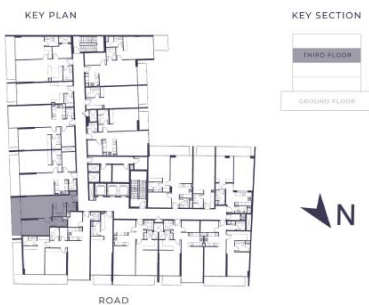 KEY PLAN
KEY SECTION
THIRD FLOOR
GROUND FLOOR
N
ROAD